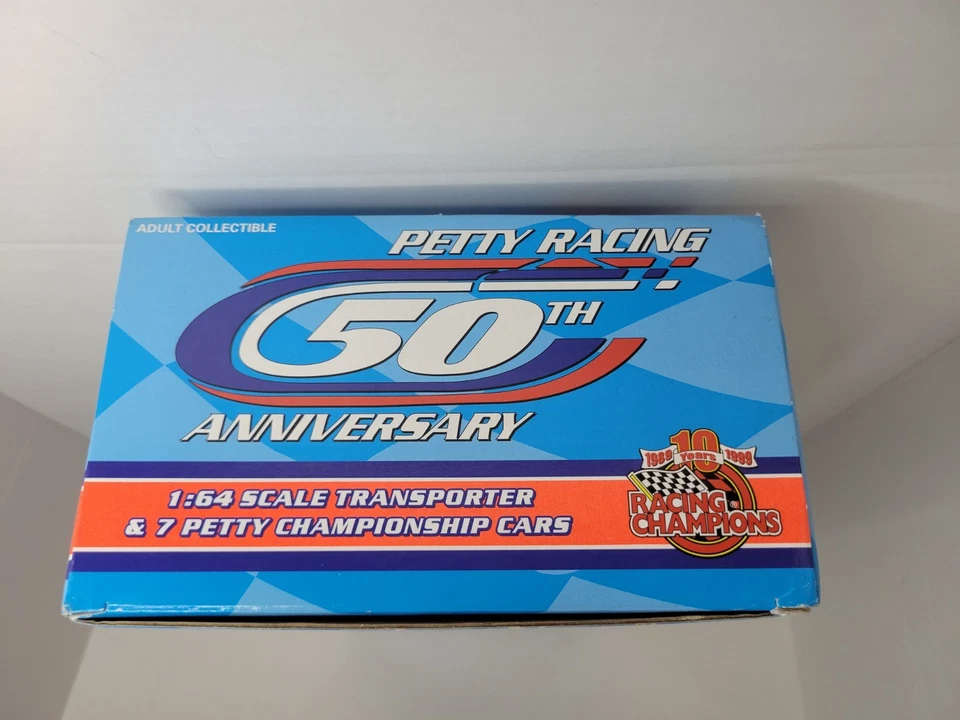 ADULT COLLECTIBLE
PETTY RACING
50TH
ANNIVERSARY
1:64 SCALE TRANSPORTER
& 7 PETTY CHAMPIONSHIP CARS
1989 10 Years 1999
RACING
CHAMPIONS®